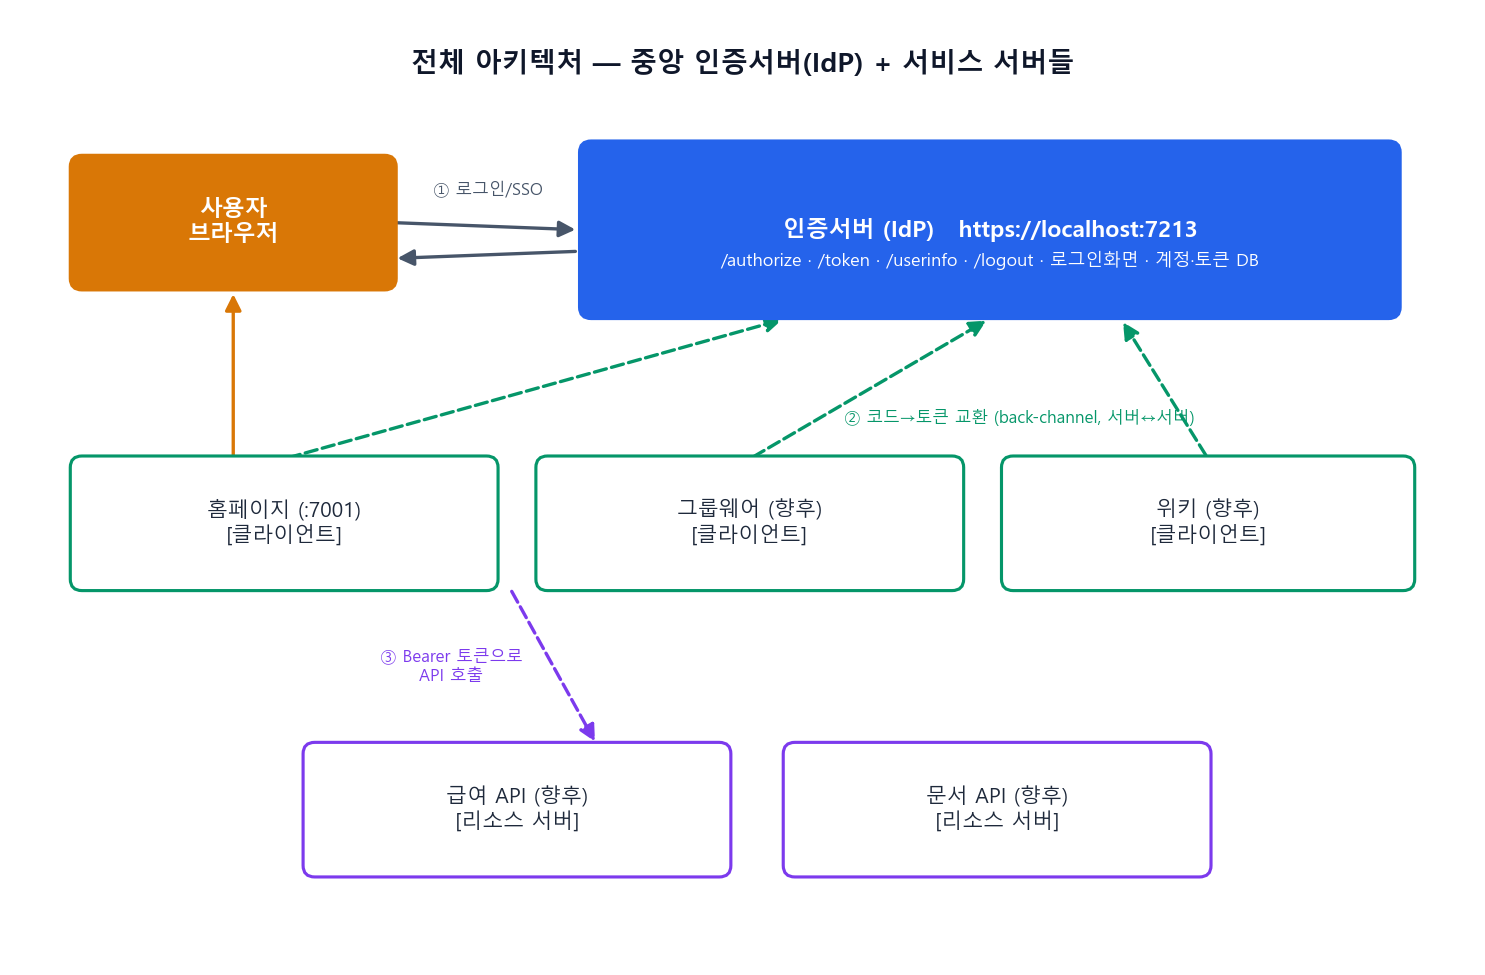 전체 아키텍처 — 중앙 인증서버(IdP) + 서비스 서버들
사용자
브라우저
① 로그인/SSO
인증서버 (IdP) https://localhost:7213
/authorize · /token · /userinfo · /logout · 로그인화면 · 계정·토큰 DB
② 코드→토큰 교환 (back-channel, 서버↔서버)
홈페이지 (:7001)
[클라이언트]
그룹웨어 (향후)
[클라이언트]
위키 (향후)
[클라이언트]
③ Bearer 토큰으로
API 호출
급여 API (향후)
[리소스 서버]
문서 API (향후)
[리소스 서버]